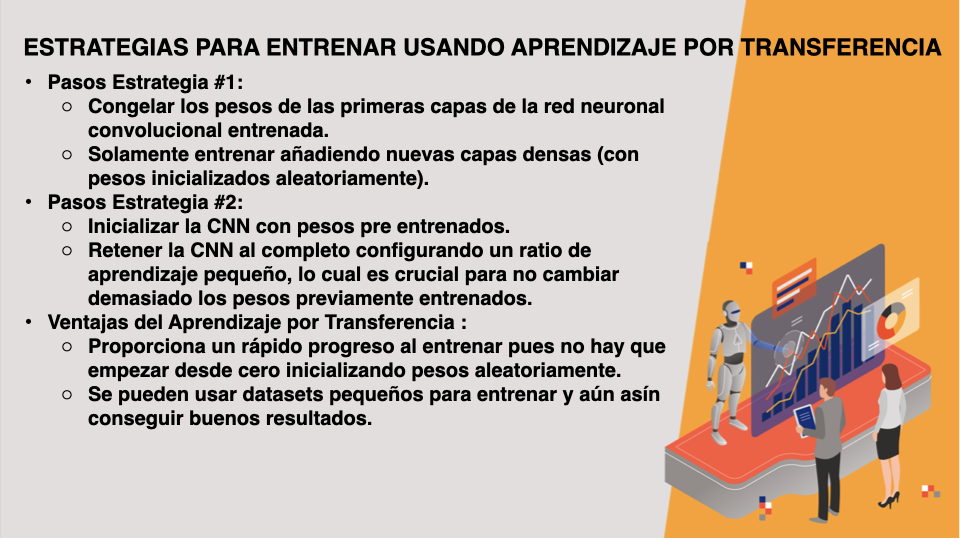 ESTRATEGIAS PARA ENTRENAR USANDO APRENDIZAJE POR TRANSFERENCIA
• Pasos Estrategia #1:
○ Congelar los pesos de las primeras capas de la red neuronal
convolucional entrenada.
○ Solamente entrenar añadiendo nuevas capas densas (con
pesos inicializados aleatoriamente).
• Pasos Estrategia #2:
○ Inicializar la CNN con pesos pre entrenados.
○ Retener la CNN al completo configurando un ratio de
aprendizaje pequeño, lo cual es crucial para no cambiar
demasiado los pesos previamente entrenados.
• Ventajas del Aprendizaje por Transferencia :
○ Proporciona un rápido progreso al entrenar pues no hay que
empezar desde cero inicializando pesos aleatoriamente.
○ Se pueden usar datasets pequeños para entrenar y aún asín
conseguir buenos resultados.